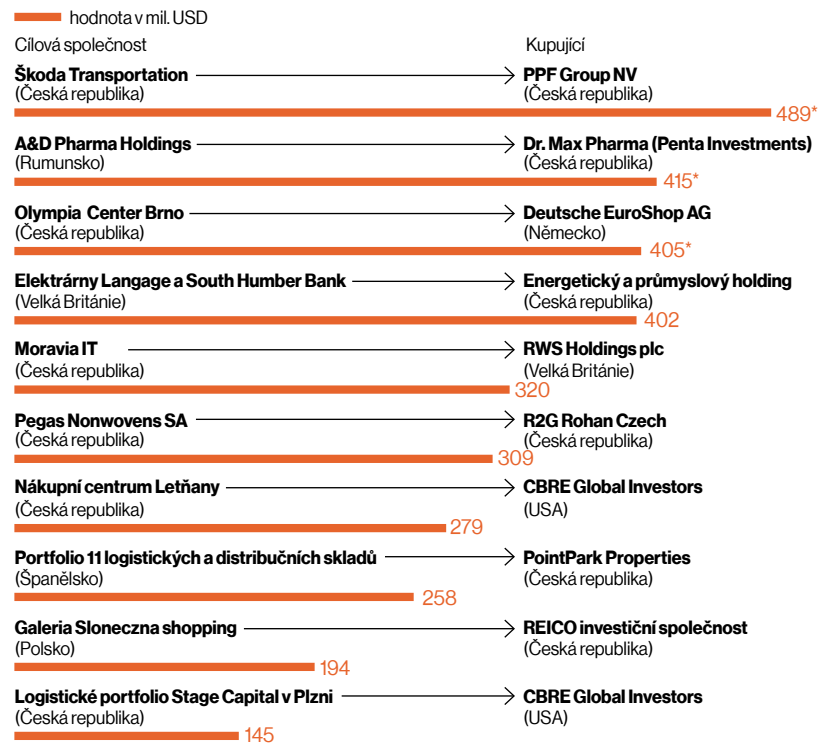 hodnota v mil. USD
Cílová společnost Kupující
Škoda Transportation PPF Group NV
(Česká republika) (Česká republika)
489*
A&D Pharma Holdings Dr. Max Pharma (Penta Investments)
(Rumunsko) (Česká republika)
415*
Olympia Center Brno Deutsche EuroShop AG
(Česká republika) (Německo)
405*
Elektrárny Langage a South Humber Bank Energetický a průmyslový holding
(Velká Británie) (Česká republika)
402
Moravia IT RWS Holdings plc
(Česká republika) (Velká Británie)
320
Pegas Nonwovens SA R2G Rohan Czech
(Česká republika) (Česká republika)
309
Nákupní centrum Letňany CBRE Global Investors
(Česká republika) (USA)
279
Portfolio 11 logistických a distribučních skladů PointPark Properties
(Španělsko) (Česká republika)
258
Galeria Sloneczna shopping REICO investiční společnost
(Polsko) (Česká republika)
194
Logistické portfolio Stage Capital v Plzni CBRE Global Investors
(Česká republika) (USA)
145